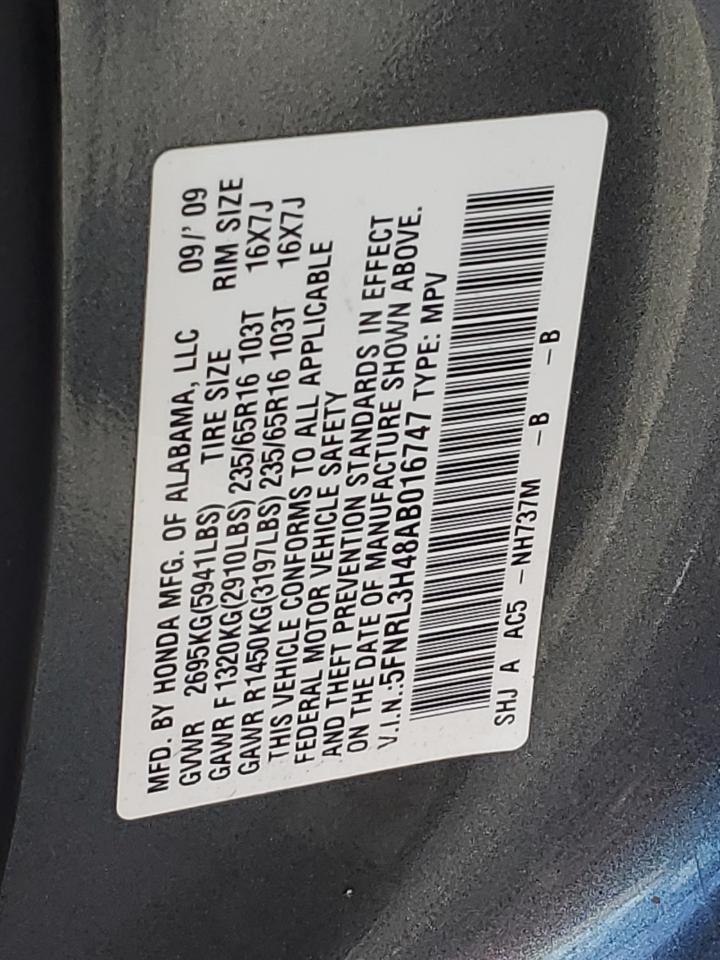 MFD. BY HONDA MFG. OF ALABAMA, LLC 09/' 09
GVWR 2695KG(5941LBS) TIRE SIZE RIM SIZE
GAWR F 1320KG(2910LBS) 235/65R16 103T 16X7J
GAWR R1450KG(3197LBS) 235/65R16 103T 16X7J
THIS VEHICLE CONFORMS TO ALL APPLICABLE
FEDERAL MOTOR VEHICLE SAFETY
AND THEFT PREVENTION STANDARDS IN EFFECT
ON THE DATE OF MANUFACTURE SHOWN ABOVE.
V.I.N.:5FNRL3H48AB016747 TYPE: MPV
SHJ A AC5 -NH737M -B -B